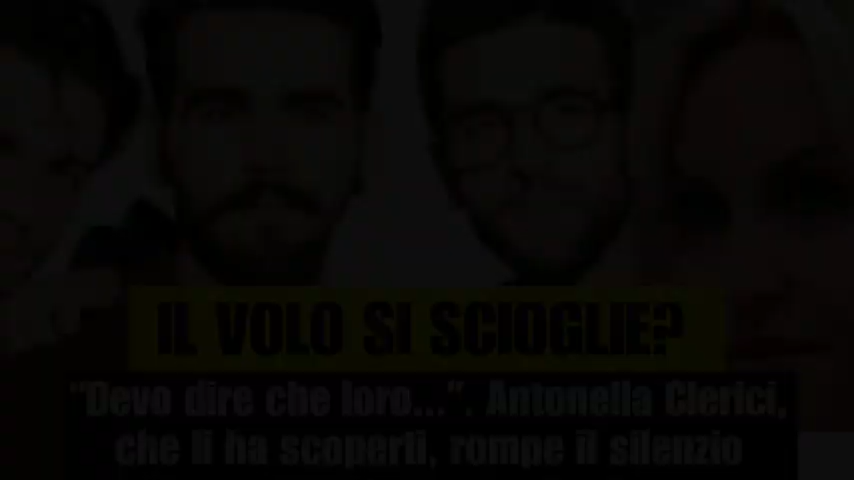 IL VOLO SI SCIOGLIE?
"Devo dire che loro...". Antonella Clerici,
che li ha scoperti, rompe il silenzio